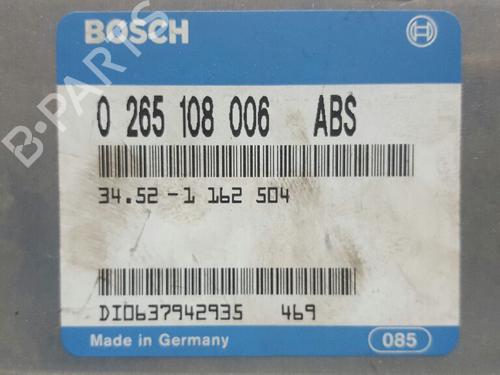 BOSCH
0 265 108 006 ABS
34.52-1 162 504
DI0637942935 469
Made in Germany 085
B-PARTS